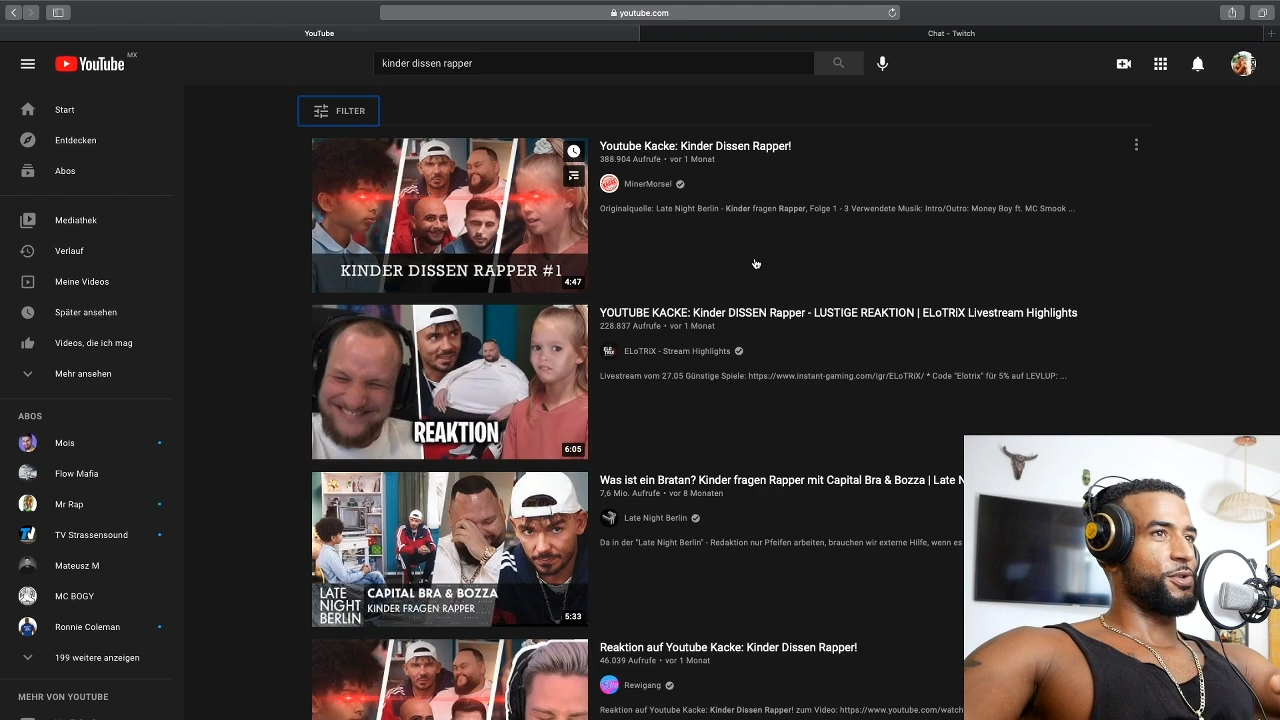 youtube.com
YouTube
Chat - Twitch
YouTube MX
kinder dissen rapper
Start
Entdecken
Abos
Mediathek
Verlauf
Meine Videos
Später ansehen
Videos, die ich mag
Mehr ansehen
ABOS
Mois
Flow Mafia
Mr Rap
TV Strassensound
Mateusz M
MC BOGY
Ronnie Coleman
199 weitere anzeigen
MEHR VON YOUTUBE
FILTER
KINDER DISSEN RAPPER #1
4:47
Youtube Kacke: Kinder Dissen Rapper!
388.904 Aufrufe • vor 1 Monat
MinerMorsel
Originalquelle: Late Night Berlin - Kinder fragen Rapper, Folge 1 - 3 Verwendete Musik: Intro/Outro: Money Boy ft. MC Smook ...
REAKTION
6:05
YOUTUBE KACKE: Kinder DISSEN Rapper - LUSTIGE REAKTION | ELoTRiX Livestream Highlights
228.837 Aufrufe • vor 1 Monat
ELoTRiX - Stream Highlights
Livestream vom 27.05 Günstige Spiele: https://www.instant-gaming.com/igr/ELoTRiX/ * Code "Elotrix" für 5% auf LEVLUP: ...
LATE
NIGHT
BERLIN
CAPITAL BRA & BOZZA
KINDER FRAGEN RAPPER
5:33
Was ist ein Bratan? Kinder fragen Rapper mit Capital Bra & Bozza | Late N
7,6 Mio. Aufrufe • vor 8 Monaten
Late Night Berlin
Da in der "Late Night Berlin" - Redaktion nur Pfeifen arbeiten, brauchen wir externe Hilfe, wenn es
Reaktion auf Youtube Kacke: Kinder Dissen Rapper!
46.039 Aufrufe • vor 1 Monat
Rewigang
Reaktion auf Youtube Kacke: Kinder Dissen Rapper! zum Video: https://www.youtube.com/watch